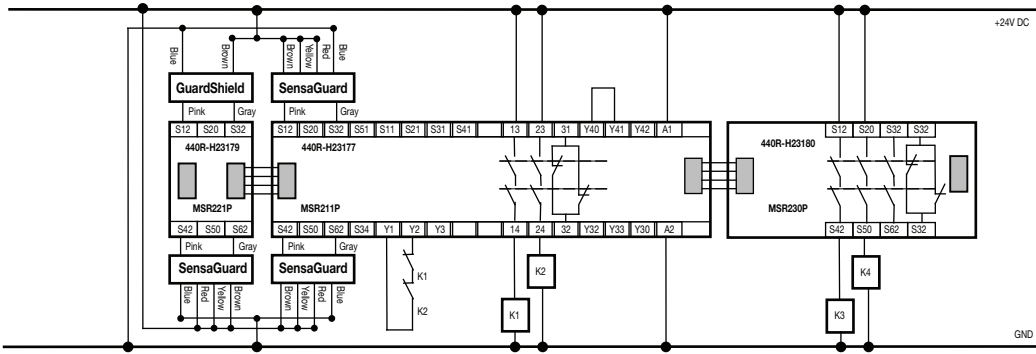 +24V DC
Blue Brown Brown Yellow Red Blue
GuardShield SensaGuard
Pink Gray Pink Gray
S12 S20 S32 S12 S20 S32 S51 S11 S21 S31 S41 13 23 31 Y40 Y41 Y42 A1 S12 S20 S32 S32
440R-H23179 440R-H23177 440R-H23180
MSR221P MSR211P MSR230P
S42 S50 S62 S42 S50 S62 S34 Y1 Y2 Y3 14 24 32 Y32 Y33 Y30 A2 S42 S50 S62 S32
Pink Gray Pink Gray
SensaGuard SensaGuard K1 K2 K4
Blue Red Yellow Brown Brown Yellow Red Blue K2 K1 K3
GND